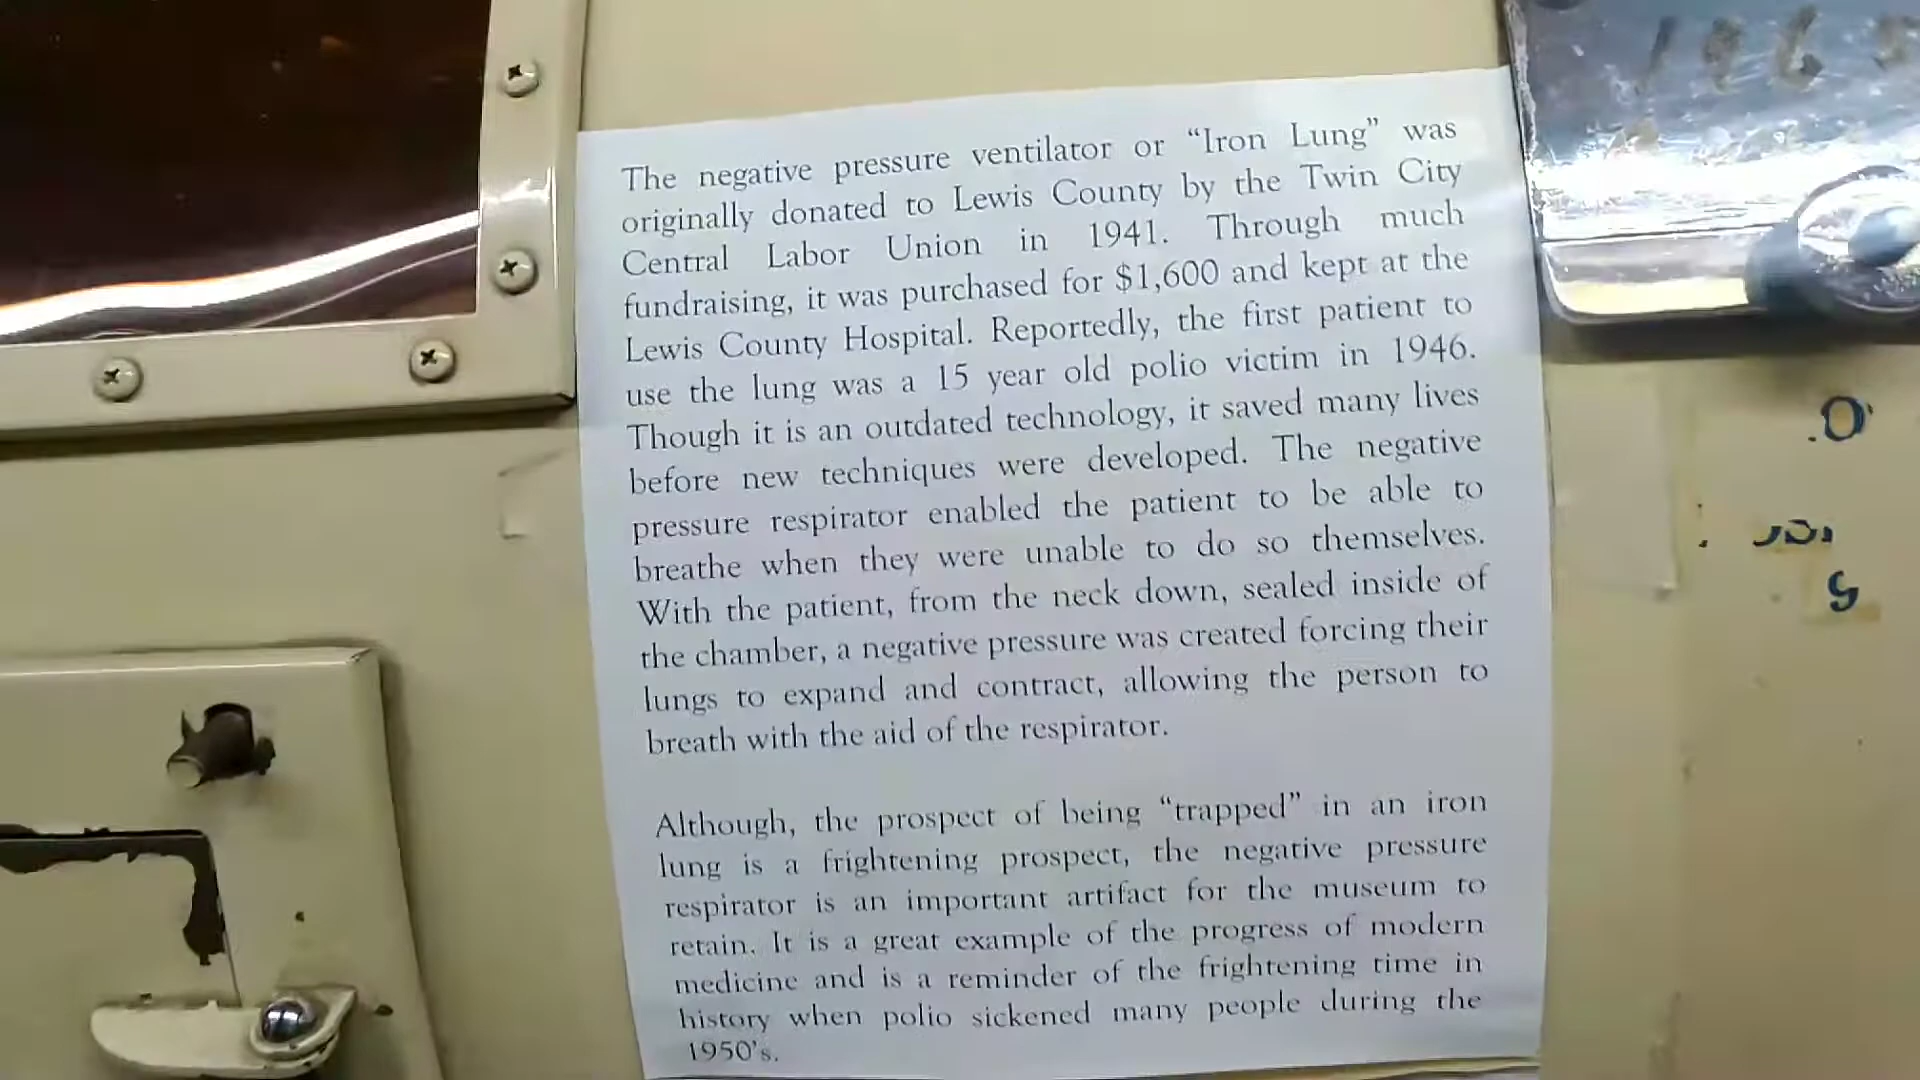 The negative pressure ventilator or “Iron Lung” was
originally donated to Lewis County by the Twin City
Central Labor Union in 1941. Through much
fundraising, it was purchased for $1,600 and kept at the
Lewis County Hospital. Reportedly, the first patient to
use the lung was a 15 year old polio victim in 1946.
Though it is an outdated technology, it saved many lives
before new techniques were developed. The negative
pressure respirator enabled the patient to be able to
breathe when they were unable to do so themselves.
With the patient, from the neck down, sealed inside of
the chamber, a negative pressure was created forcing their
lungs to expand and contract, allowing the person to
breath with the aid of the respirator.
Although, the prospect of being “trapped” in an iron
lung is a frightening prospect, the negative pressure
respirator is an important artifact for the museum to
retain. It is a great example of the progress of modern
medicine and is a reminder of the frightening time in
history when polio sickened many people during the
1950's.